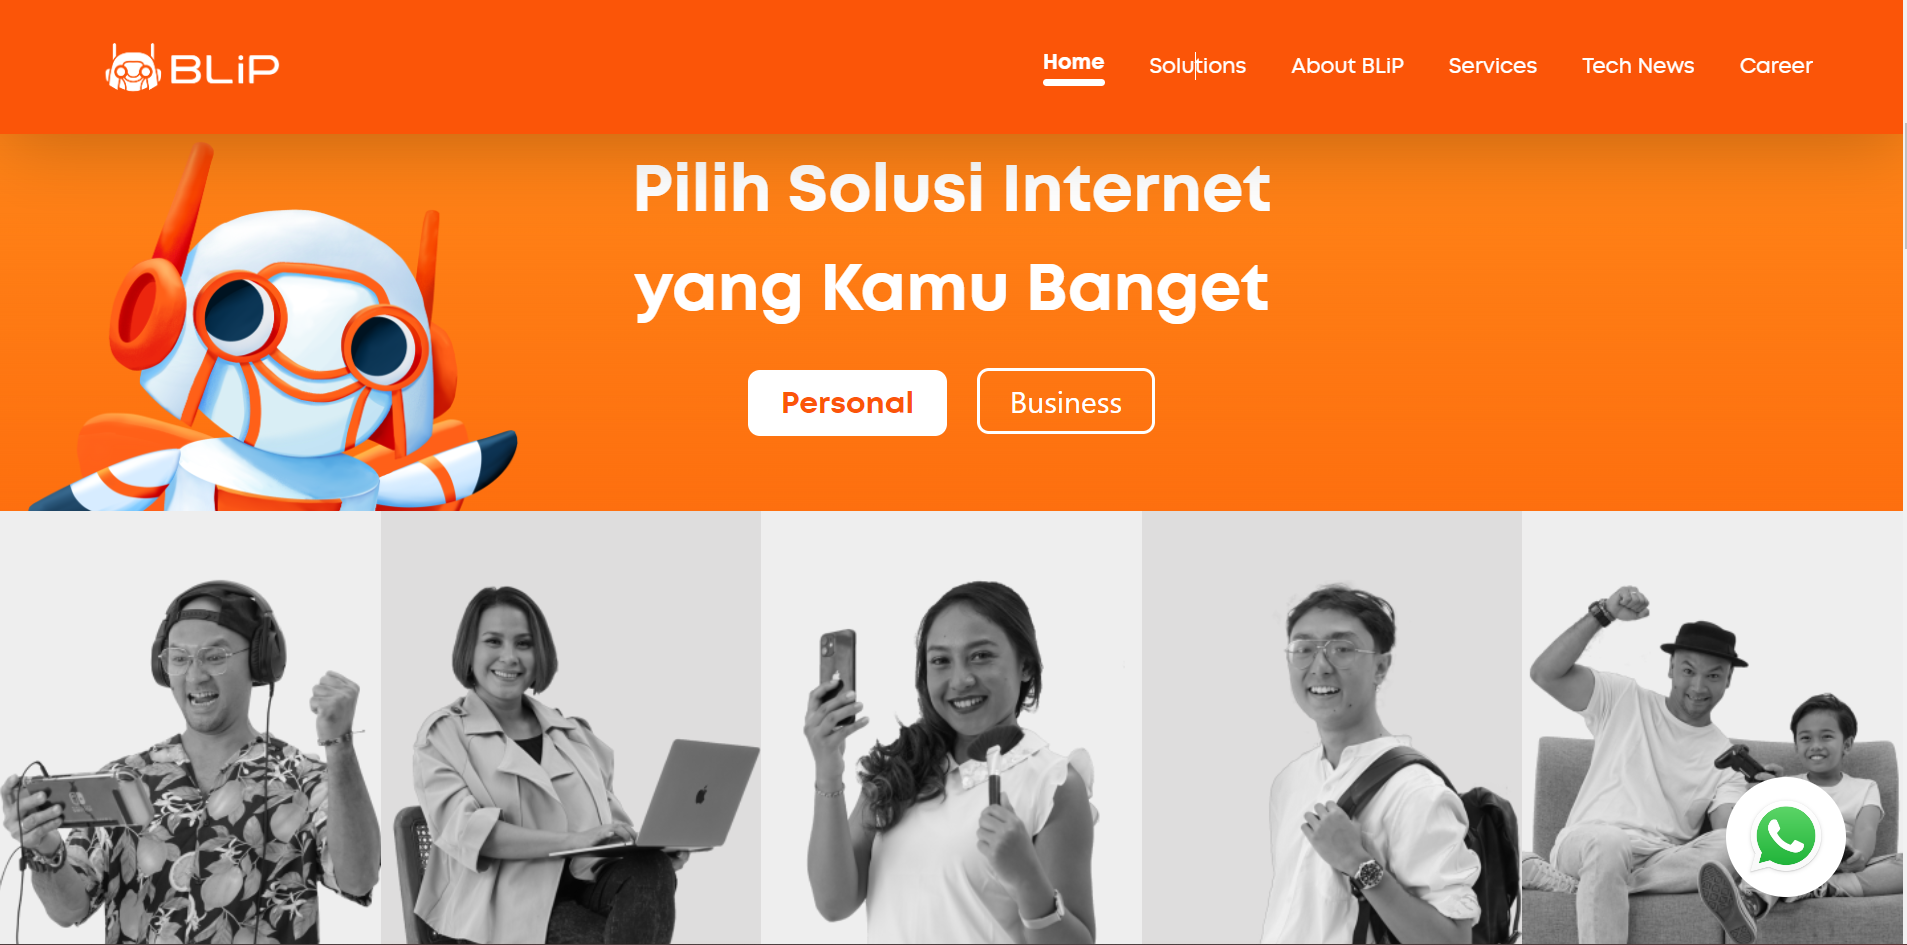 BLiP
Home Solutions About BLiP Services Tech News Career
Pilih Solusi Internet
yang Kamu Banget
Personal Business